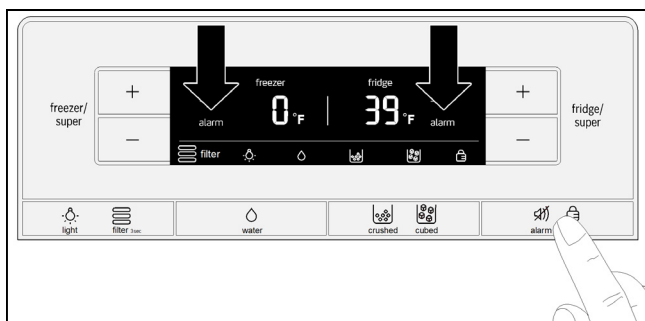 freezer/
super
+
−
freezer
0°F
alarm
fridge
39°F
alarm
filter
+
−
fridge/
super
light
filter 3 sec
water
crushed
cubed
alarm